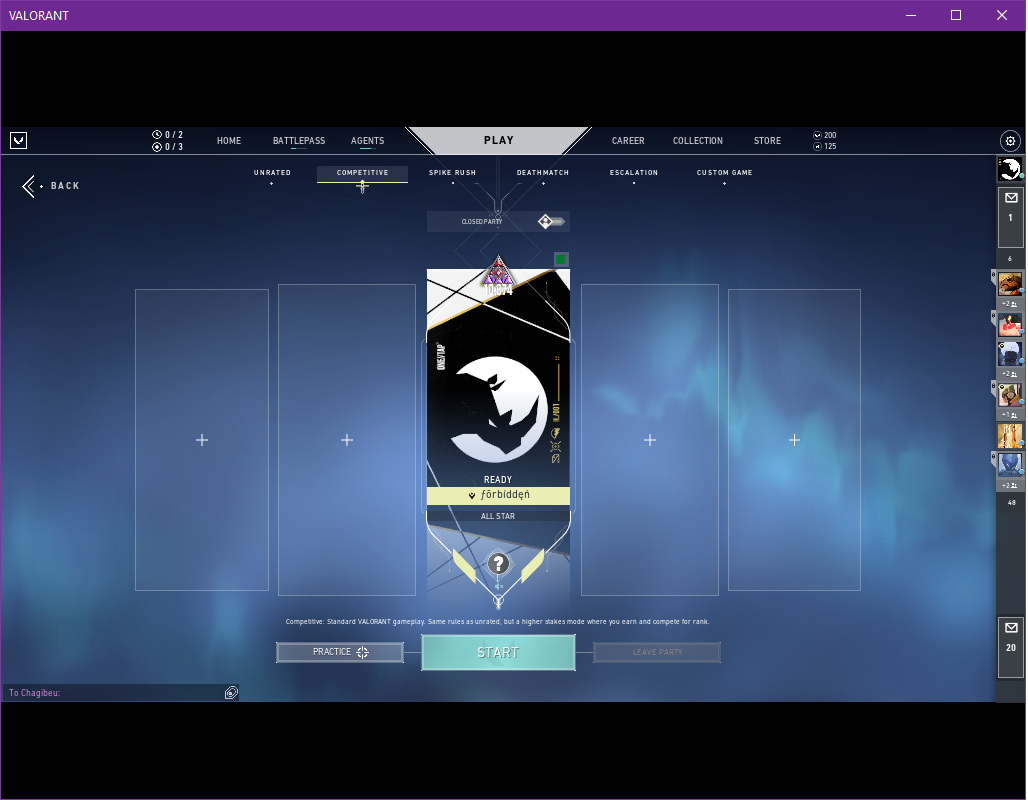 VALORANT
0 / 2
0 / 3
HOME
BATTLEPASS
AGENTS
PLAY
CAREER
COLLECTION
STORE
200
125
BACK
UNRATED
COMPETITIVE
SPIKE RUSH
DEATHMATCH
ESCALATION
CUSTOM GAME
CLOSED PARTY
1
6
+2
+2
+1
+2
48
20
ONE//TAP
READY
ƒōrbíddęń
ALL STAR
?
Competitive: Standard VALORANT gameplay. Same rules as unrated, but a higher stakes mode where you earn and compete for rank.
PRACTICE
START
LEAVE PARTY
To Chagibeu: